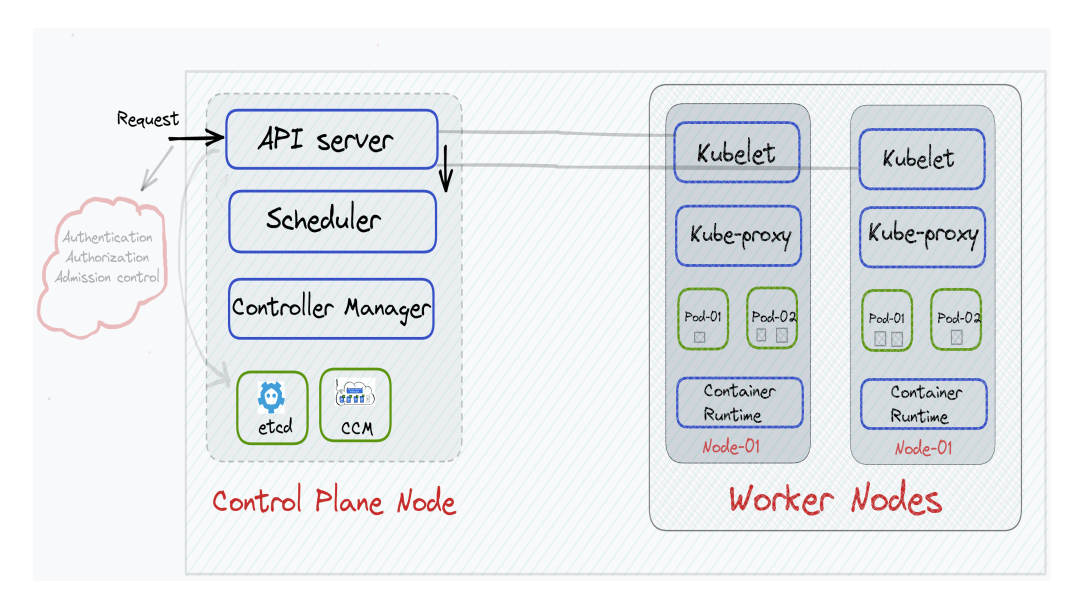 Request
API server
Scheduler
Controller Manager
etcd
CCM
Control Plane Node
Authentication
Authorization
Admission control
Kubelet
Kube-proxy
Pod-01
Pod-02
Container
Runtime
Node-01
Kubelet
Kube-proxy
Pod-01
Pod-02
Container
Runtime
Node-01
Worker Nodes